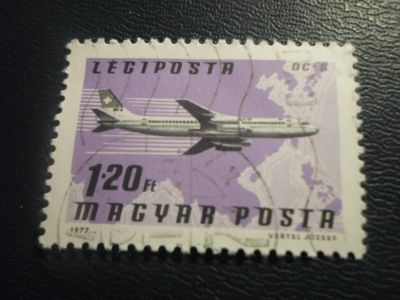 LÉGIPOSTA DC-8
1·20 Ft
MAGYAR POSTA
1977 VERTEL JÓZSEF